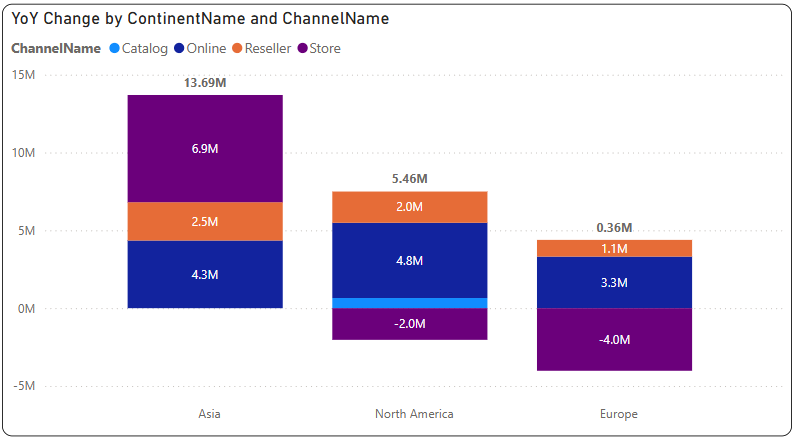 YoY Change by ContinentName and ChannelName
ChannelName Catalog Online Reseller Store
15M
10M
5M
0M
-5M
13.69M
6.9M
2.5M
4.3M
5.46M
2.0M
4.8M
-2.0M
0.36M
1.1M
3.3M
-4.0M
Asia North America Europe